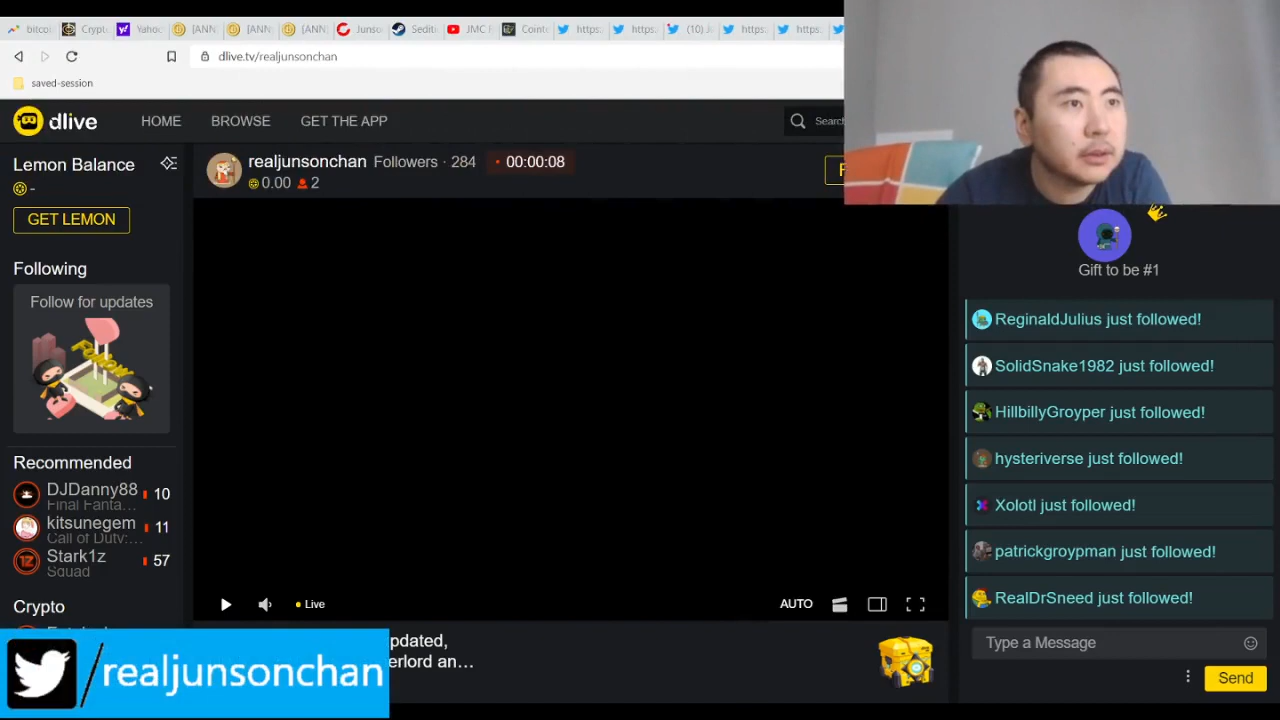 bitcoi
Crypto
Yahoo
[ANN
[ANN
[ANN
Junso
Sediti
JMC
Cointe
https:
https:
(10) J
https:
https:
dlive.tv/realjunsonchan
saved-session
dlive
HOME
BROWSE
GET THE APP
Search
Lemon Balance
-
GET LEMON
realjunsonchan Followers · 284
00:00:08
0.00 2
F
Following
Follow for updates
FOLLOW
Gift to be #1
ReginaldJulius just followed!
SolidSnake1982 just followed!
HillbillyGroyper just followed!
hysteriverse just followed!
Xolotl just followed!
patrickgroypman just followed!
RealDrSneed just followed!
Recommended
DJDanny88 10
Final Fanta...
kitsunegem 11
Call of Duty:...
Stark1z 57
Squad
Crypto
Live
AUTO
Type a Message
Send
pdated,
erlord an...
/realjunsonchan